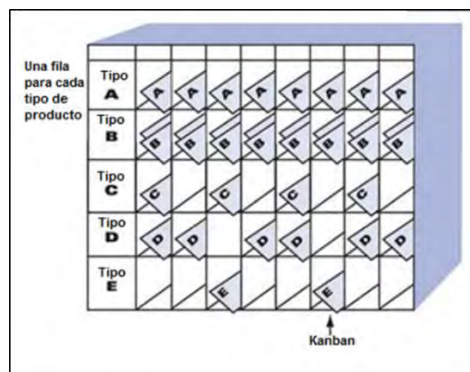 Una fila
para cada
tipo de
producto
Tipo
A
A A A A A A A A
Tipo
B
B B B B B B B B
Tipo
C
C C C C
Tipo
D
D D D D D D
Tipo
E
E E
Kanban